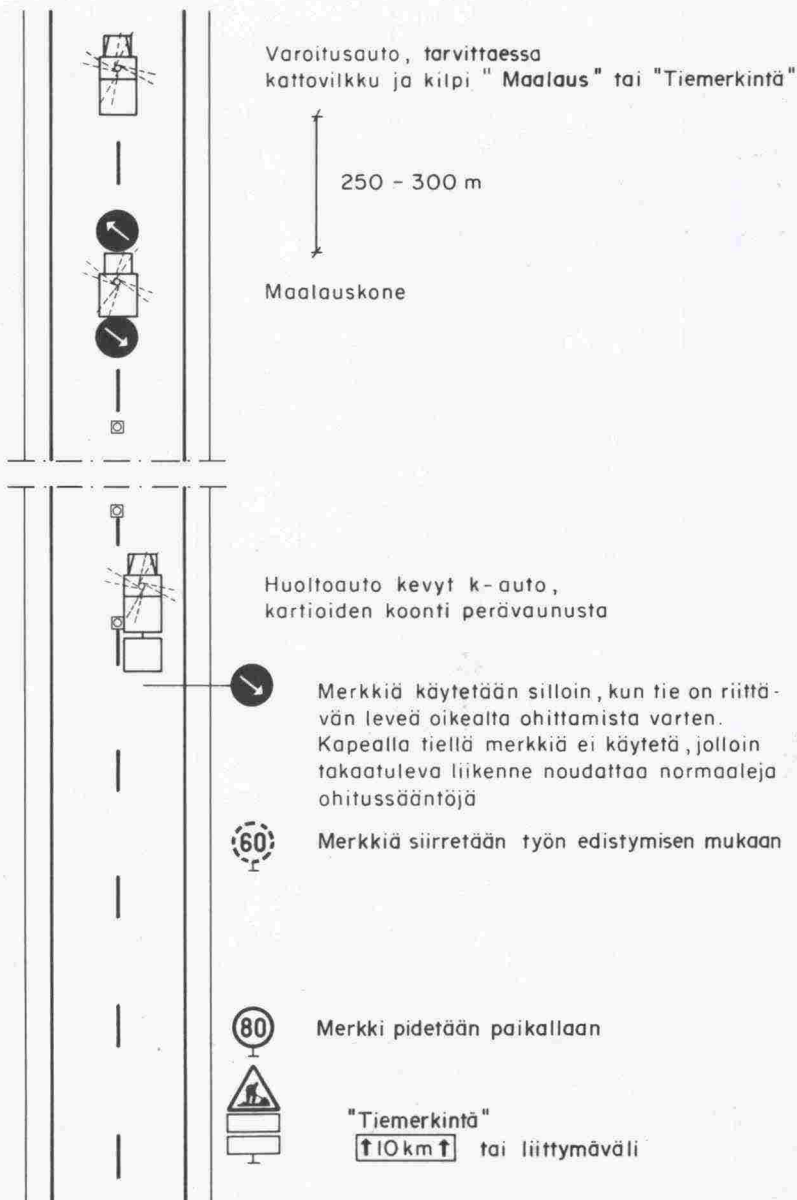 Varoitusauto, tarvittaessa
kattovilkku ja kilpi " Maalaus" tai "Tiemerkintä"
250 - 300 m
Maalauskone
Huoltoauto kevyt k-auto,
kartioiden koonti perävaunusta
Merkkiä käytetään silloin, kun tie on riittä-
vän leveä oikealta ohittamista varten.
Kapealla tiellä merkkiä ei käytetä, jolloin
takaatuleva liikenne noudattaa normaaleja
ohitussääntöjä
60
Merkkiä siirretään työn edistymisen mukaan
80
Merkki pidetään paikallaan
"Tiemerkintä"
↑10 km↑ tai liittymäväli